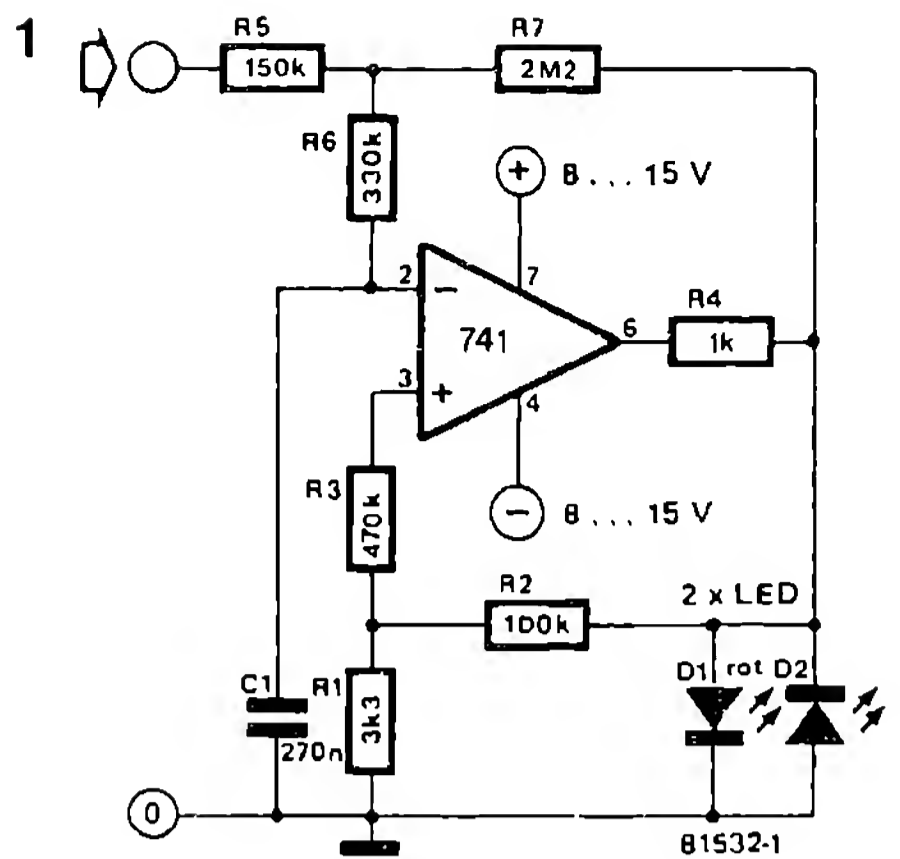 1
R5
150k
R7
2M2
R6
330k
+
8 ... 15 V
2
−
7
741
6
R4
1k
3
+
4
R3
470k
−
8 ... 15 V
R2
100k
2 x LED
C1
270n
R1
3k3
D1 rot D2
0
81532-1